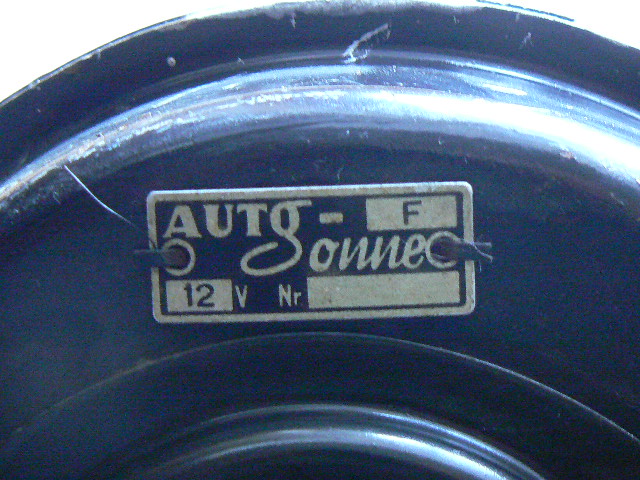 AUTO - F
Sonne
12 V Nr